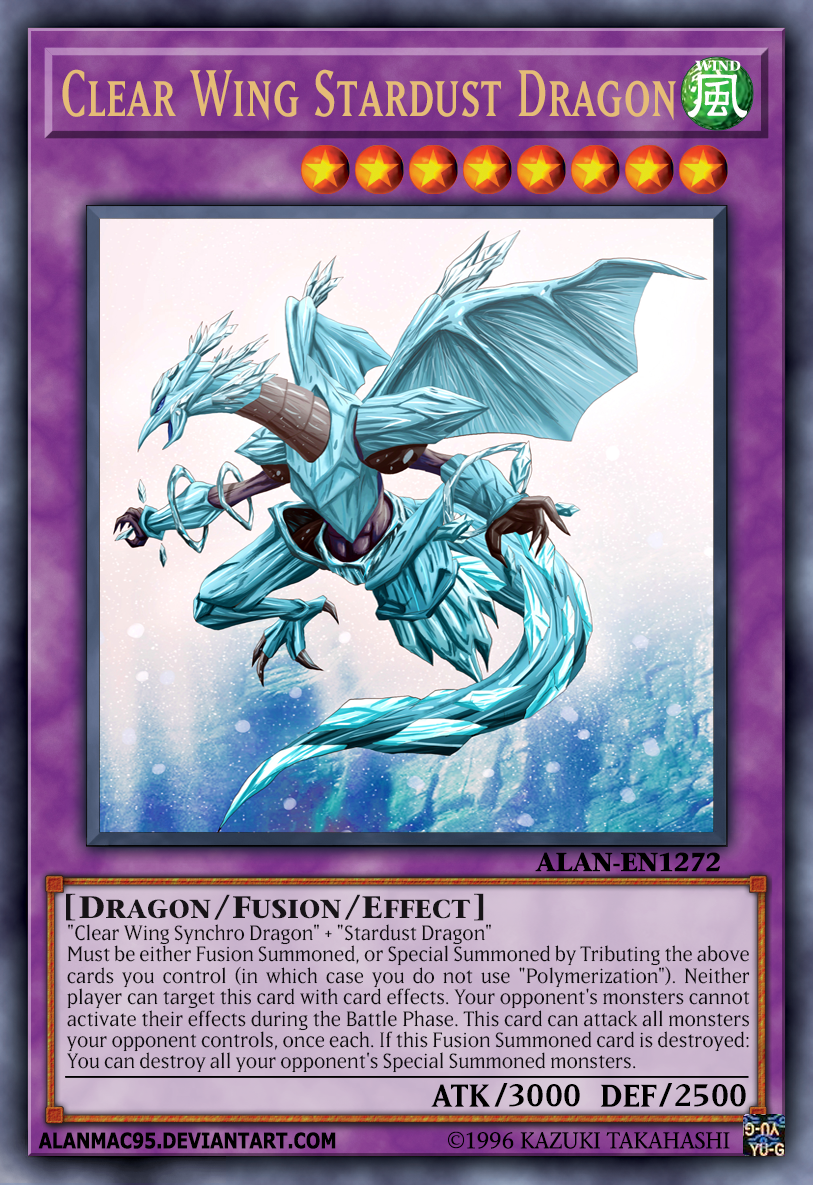 Clear Wing Stardust Dragon
WIND
風
ALAN-EN1272
[Dragon/Fusion/Effect]
"Clear Wing Synchro Dragon" + "Stardust Dragon"
Must be either Fusion Summoned, or Special Summoned by Tributing the above
cards you control (in which case you do not use "Polymerization"). Neither
player can target this card with card effects. Your opponent's monsters cannot
activate their effects during the Battle Phase. This card can attack all monsters
your opponent controls, once each. If this Fusion Summoned card is destroyed:
You can destroy all your opponent's Special Summoned monsters.
ATK/3000 DEF/2500
ALANMAC95.DEVIANTART.COM
©1996 KAZUKI TAKAHASHI
YU-G
YU-G